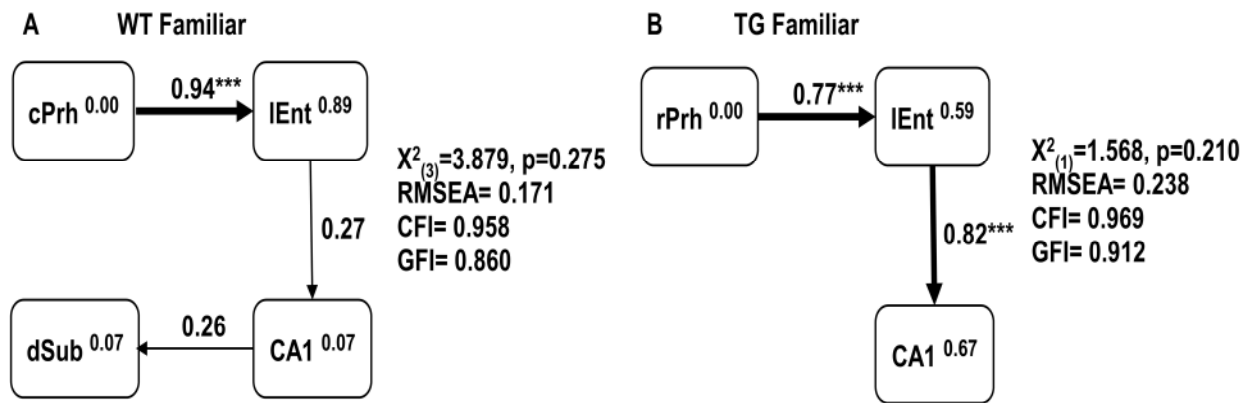 A WT Familiar
cPrh 0.00
0.94***
lEnt 0.89
0.27
X²(3)=3.879, p=0.275
RMSEA= 0.171
CFI= 0.958
GFI= 0.860
dSub 0.07
0.26
CA1 0.07
B TG Familiar
rPrh 0.00
0.77***
lEnt 0.59
0.82***
X²(1)=1.568, p=0.210
RMSEA= 0.238
CFI= 0.969
GFI= 0.912
CA1 0.67